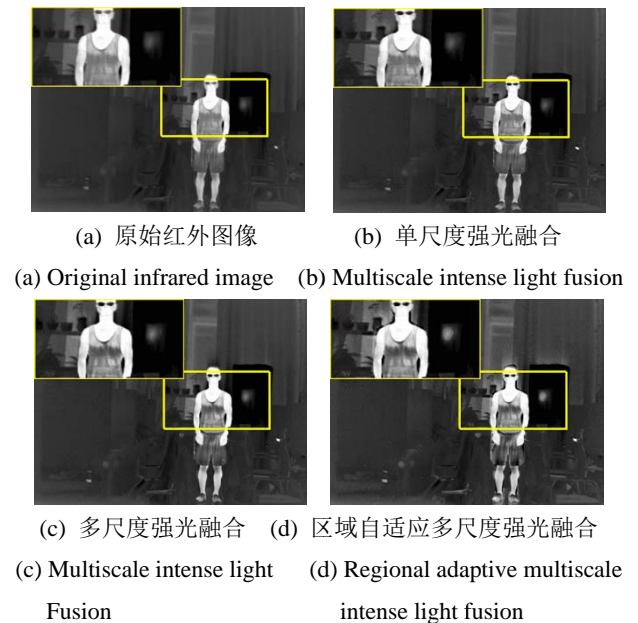 (a) 原始红外图像 (b) 单尺度强光融合
(a) Original infrared image (b) Multiscale intense light fusion
(c) 多尺度强光融合 (d) 区域自适应多尺度强光融合
(c) Multiscale intense light (d) Regional adaptive multiscale
Fusion intense light fusion